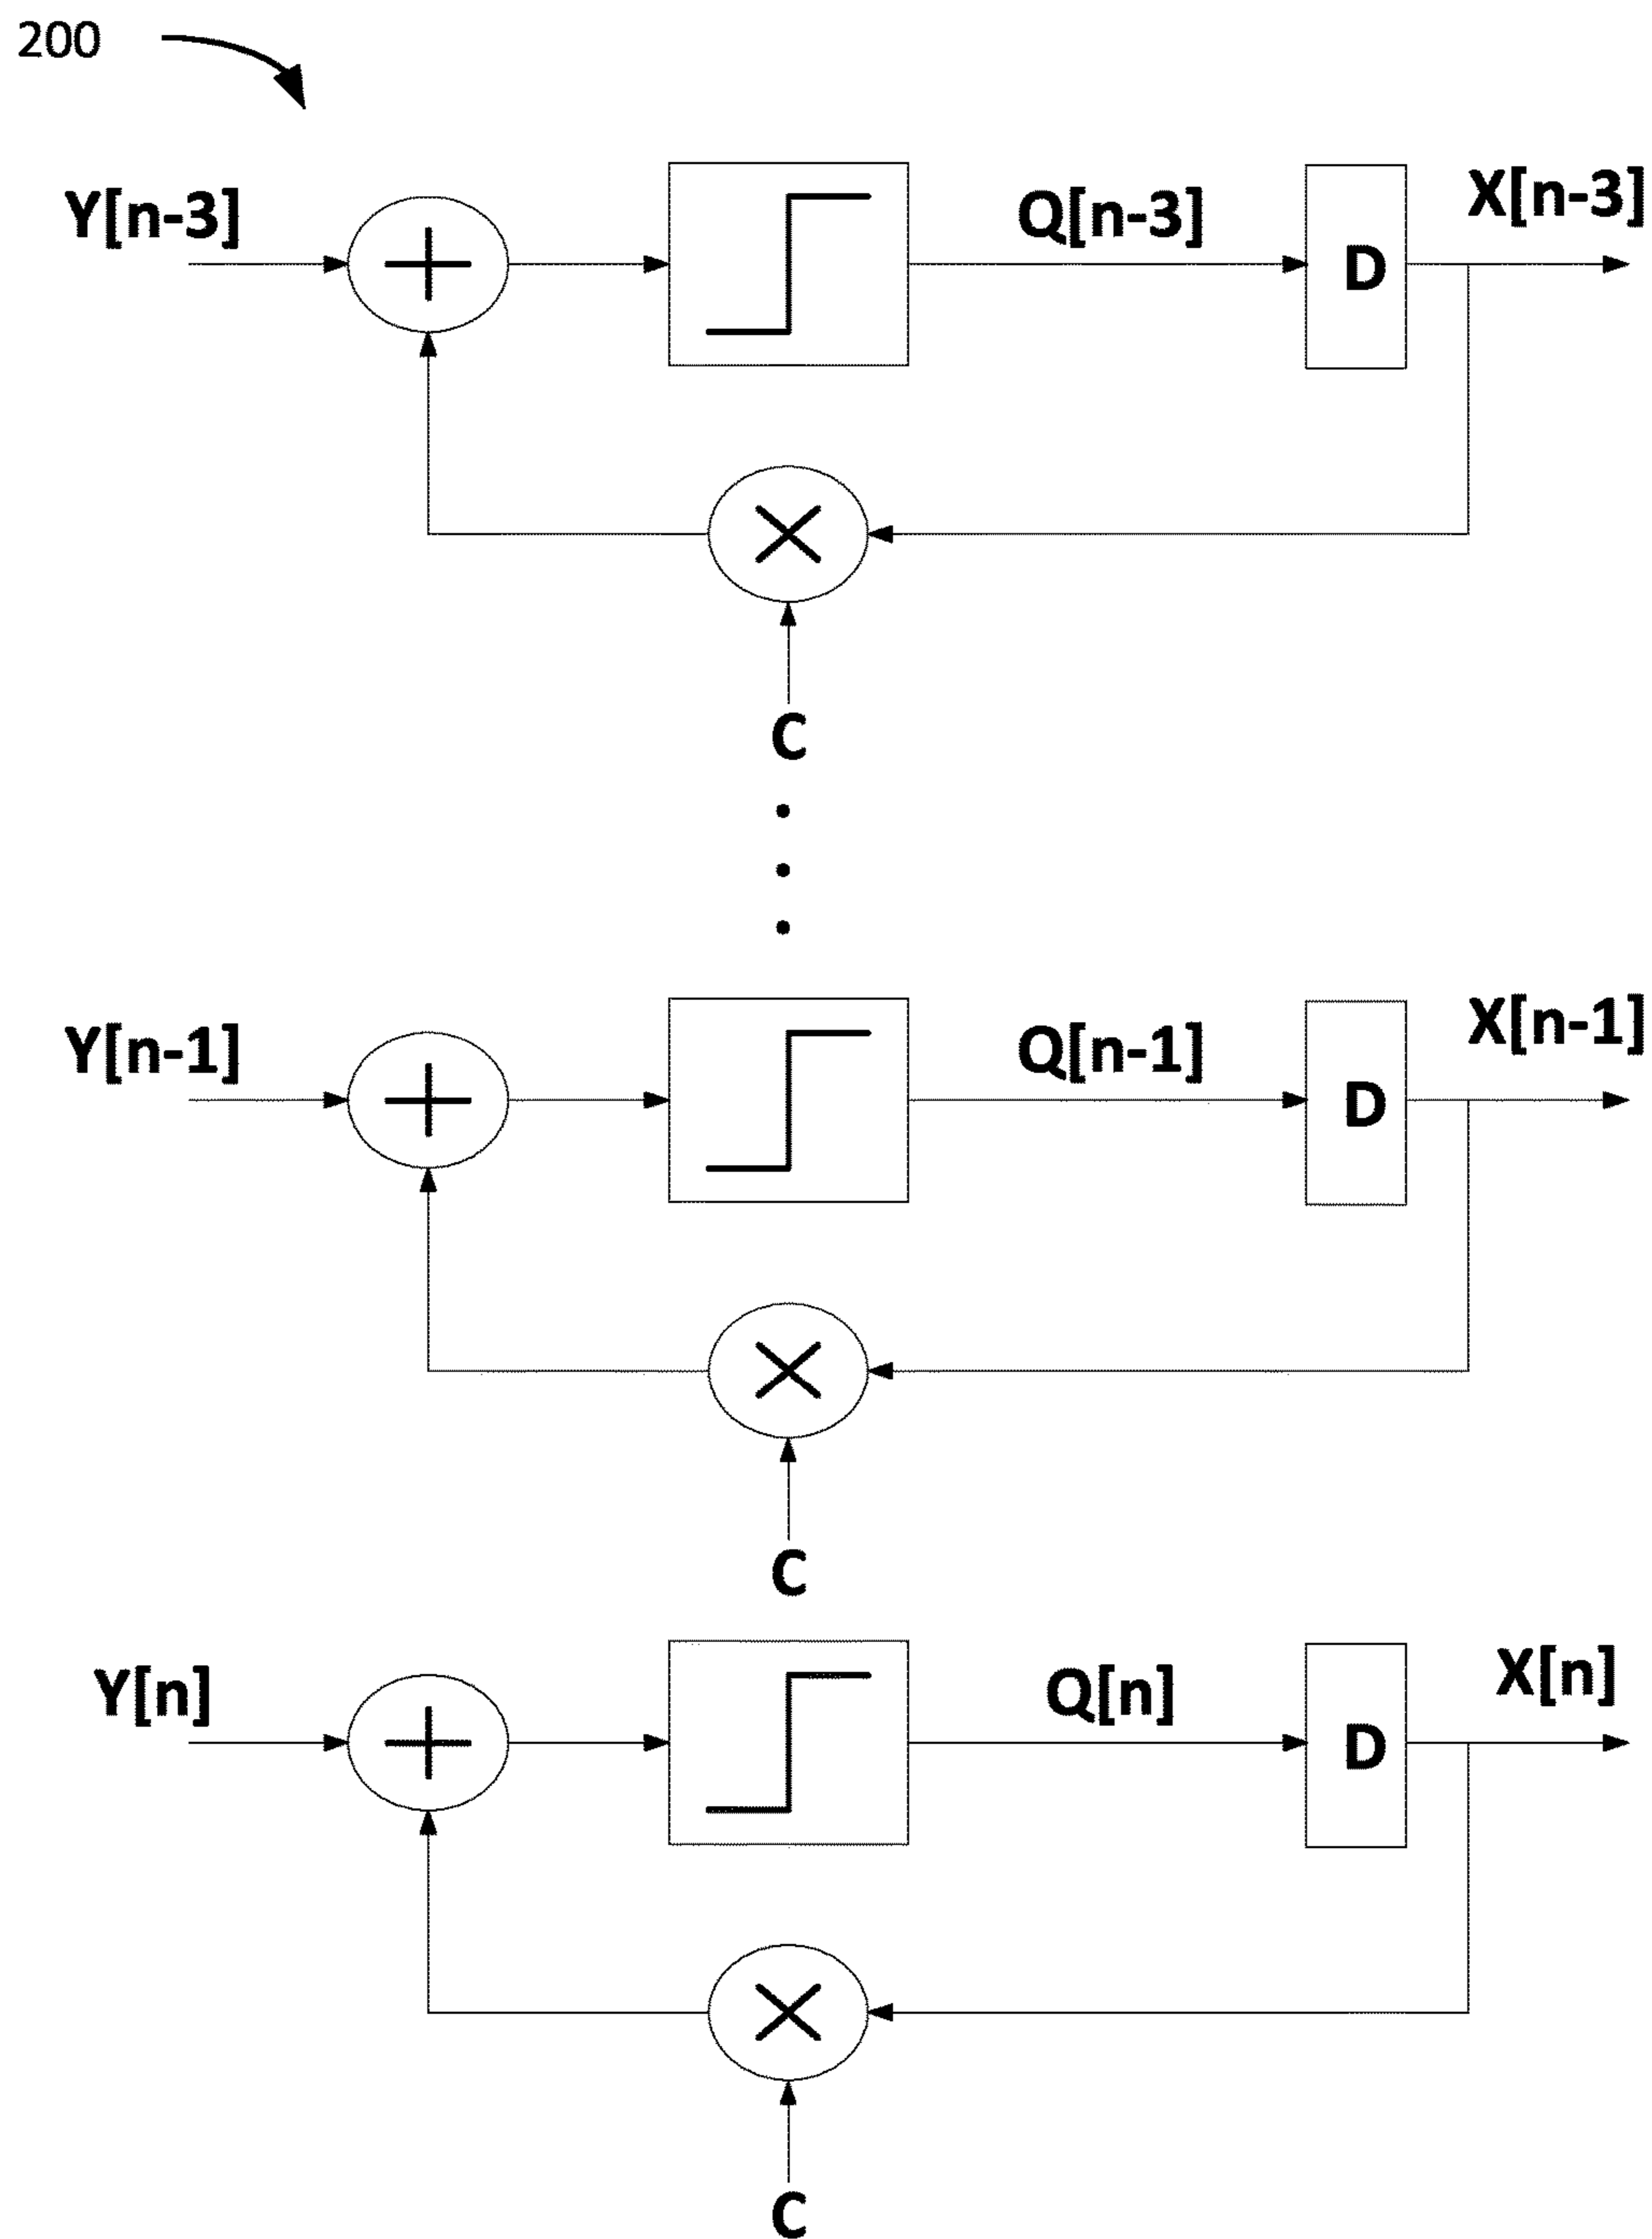 200
Y[n-3] + Q[n-3] D X[n-3]
×
C
Y[n-1] + Q[n-1] D X[n-1]
×
C
Y[n] + Q[n] D X[n]
×
C